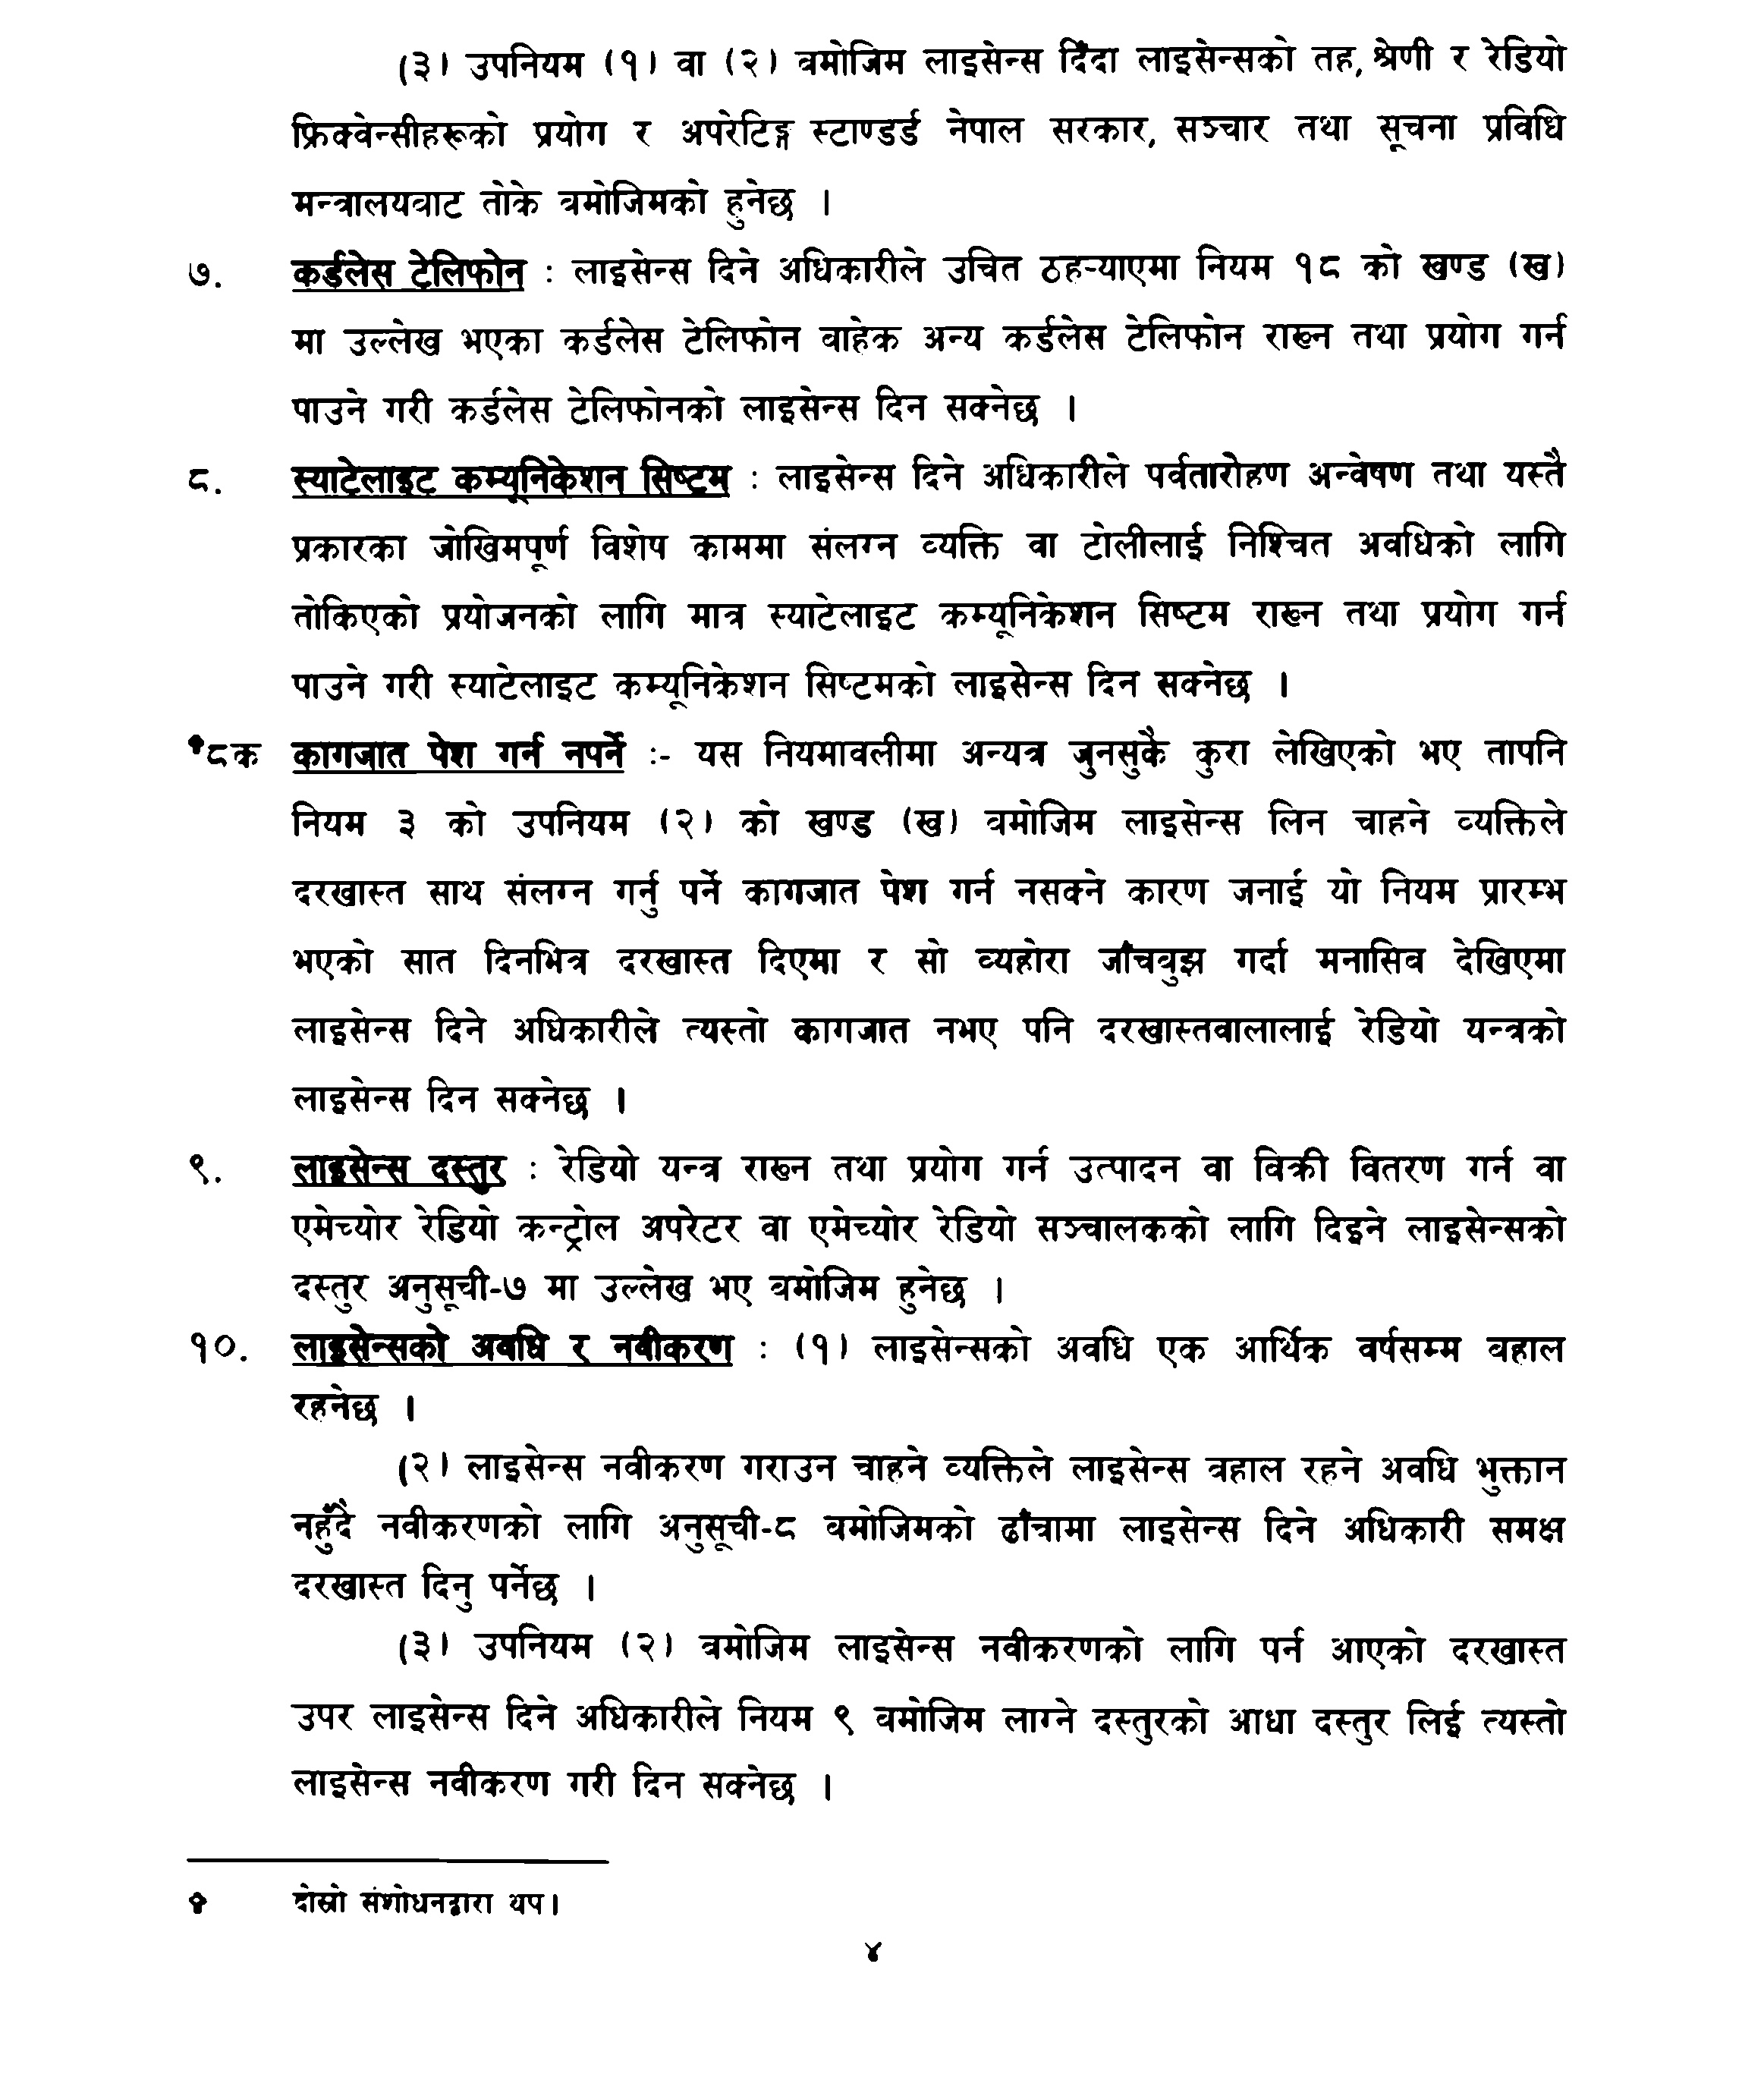 (३) उपनियम (१) वा (२) बमोजिम लाइसेन्स दिंदा लाइसेन्सको तह, श्रेणी र रेडियो
फ्रिक्वेन्सीहरूको प्रयोग र अपरेटिङ्ग स्टाण्डर्ड नेपाल सरकार, सञ्चार तथा सूचना प्रविधि
मन्त्रालयबाट तोके बमोजिमको हुनेछ ।
७. कर्डलेस टेलिफोन : लाइसेन्स दिने अधिकारीले उचित ठहर्‍याएमा नियम १८ को खण्ड (ख)
मा उल्लेख भएका कर्डलेस टेलिफोन बाहेक अन्य कर्डलेस टेलिफोन राख्न तथा प्रयोग गर्न
पाउने गरी कर्डलेस टेलिफोनको लाइसेन्स दिन सक्नेछ ।
८. स्याटेलाइट कम्यूनिकेशन सिष्टम : लाइसेन्स दिने अधिकारीले पर्वतारोहण अन्वेषण तथा यस्तै
प्रकारका जोखिमपूर्ण विशेष काममा संलग्न व्यक्ति वा टोलीलाई निश्चित अवधिको लागि
तोकिएको प्रयोजनको लागि मात्र स्याटेलाइट कम्यूनिकेशन सिष्टम राख्न तथा प्रयोग गर्न
पाउने गरी स्याटेलाइट कम्यूनिकेशन सिष्टमको लाइसेन्स दिन सक्नेछ ।
८क कागजात पेश गर्न नपर्ने :- यस नियमावलीमा अन्यत्र जुनसुकै कुरा लेखिएको भए तापनि
नियम ३ को उपनियम (२) को खण्ड (ख) बमोजिम लाइसेन्स लिन चाहने व्यक्तिले
दरखास्त साथ संलग्न गर्नु पर्ने कागजात पेश गर्न नसक्ने कारण जनाई यो नियम प्रारम्भ
भएको सात दिनभित्र दरखास्त दिएमा र सो व्यहोरा जाँचबुझ गर्दा मनासिब देखिएमा
लाइसेन्स दिने अधिकारीले त्यस्तो कागजात नभए पनि दरखास्तवालालाई रेडियो यन्त्रको
लाइसेन्स दिन सक्नेछ ।
९. लाइसेन्स दस्तुर : रेडियो यन्त्र राख्न तथा प्रयोग गर्न उत्पादन वा विक्री वितरण गर्न वा
एमेच्योर रेडियो कन्ट्रोल अपरेटर वा एमेच्योर रेडियो सञ्चालकको लागि दिइने लाइसेन्सको
दस्तुर अनुसूची-७ मा उल्लेख भए बमोजिम हुनेछ ।
१०. लाइसेन्सको अवधि र नवीकरण : (१) लाइसेन्सको अवधि एक आर्थिक वर्षसम्म बहाल
रहनेछ ।
(२) लाइसेन्स नवीकरण गराउन चाहने व्यक्तिले लाइसेन्स बहाल रहने अवधि भुक्तान
नहुँदै नवीकरणको लागि अनुसूची-८ बमोजिमको ढाँचामा लाइसेन्स दिने अधिकारी समक्ष
दरखास्त दिनु पर्नेछ ।
(३) उपनियम (२) बमोजिम लाइसेन्स नवीकरणको लागि पर्न आएको दरखास्त
उपर लाइसेन्स दिने अधिकारीले नियम ९ बमोजिम लाग्ने दस्तुरको आधा दस्तुर लिई त्यस्तो
लाइसेन्स नवीकरण गरी दिन सक्नेछ ।
दोस्रो संशोधनद्वारा थप।
४